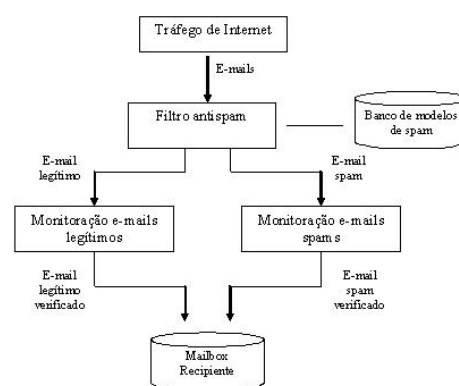 Tráfego de Internet
E-mails
Filtro antispam
Banco de modelos
de spam
E-mail
legítimo
E-mail
spam
Monitoração e-mails
legítimos
Monitoração e-mails
spams
E-mail
legítimo
verificado
E-mail
spam
verificado
Mailbox
Recipiente